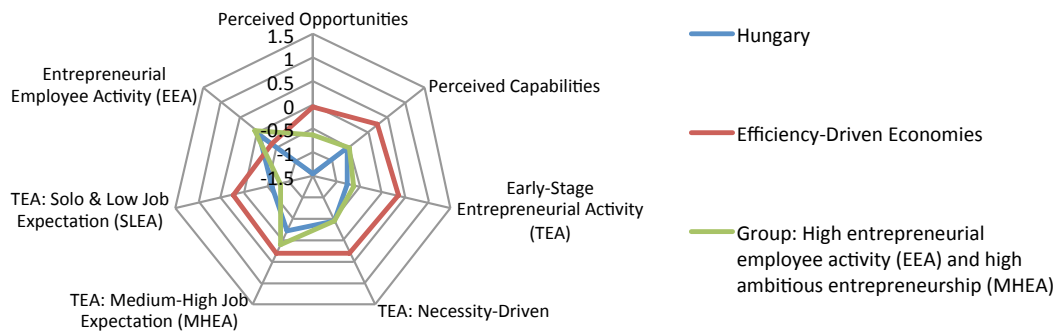 Perceived Opportunities
1.5
1
0.5
0
-0.5
-1
-1.5
Perceived Capabilities
Early-Stage
Entrepreneurial Activity
(TEA)
TEA: Necessity-Driven
TEA: Medium-High Job
Expectation (MHEA)
TEA: Solo & Low Job
Expectation (SLEA)
Entrepreneurial
Employee Activity (EEA)
Hungary
Efficiency-Driven Economies
Group: High entrepreneurial
employee activity (EEA) and high
ambitious entrepreneurship (MHEA)